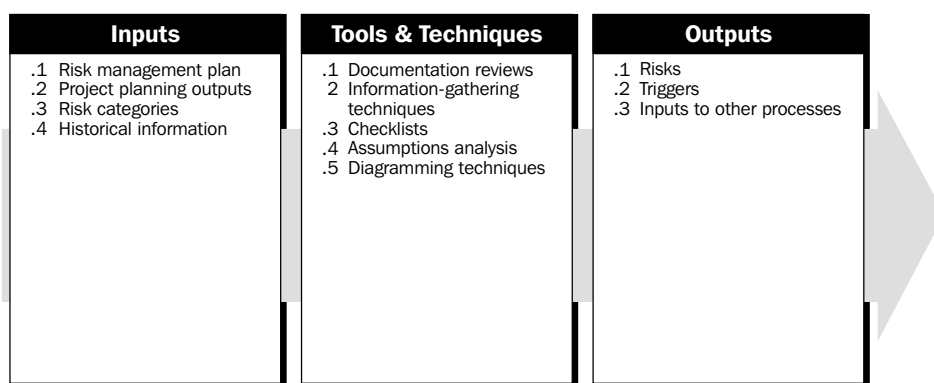 Inputs
.1 Risk management plan
.2 Project planning outputs
.3 Risk categories
.4 Historical information
Tools & Techniques
.1 Documentation reviews
2 Information-gathering
techniques
.3 Checklists
.4 Assumptions analysis
.5 Diagramming techniques
Outputs
.1 Risks
.2 Triggers
.3 Inputs to other processes